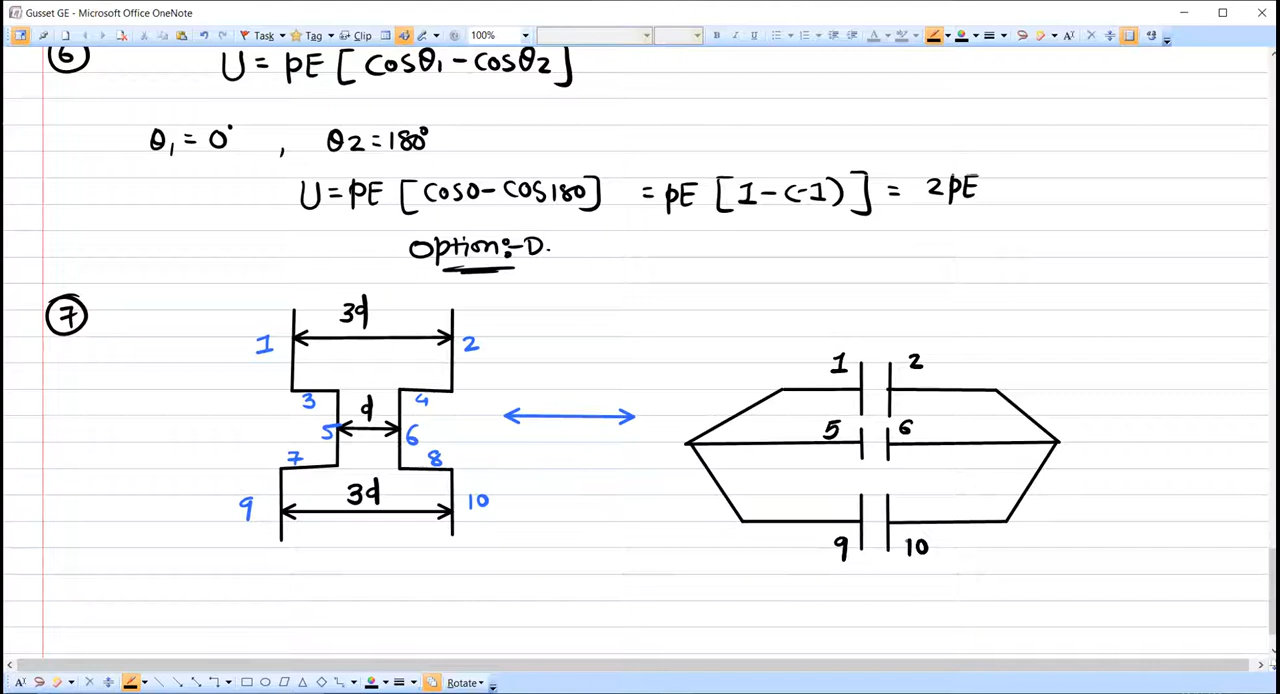 Gusset GE - Microsoft Office OneNote
Task Tag Clip 100%
6 U = pE [cosθ1 - cosθ2]
θ1 = 0° , θ2 = 180°
U = pE [cos0 - cos180] = pE [1-(-1)] = 2pE
Option:-D.
7
3d
1 2
3 d 4
5 6
7 8
9 3d 10
1 2
5 6
9 10
Rotate